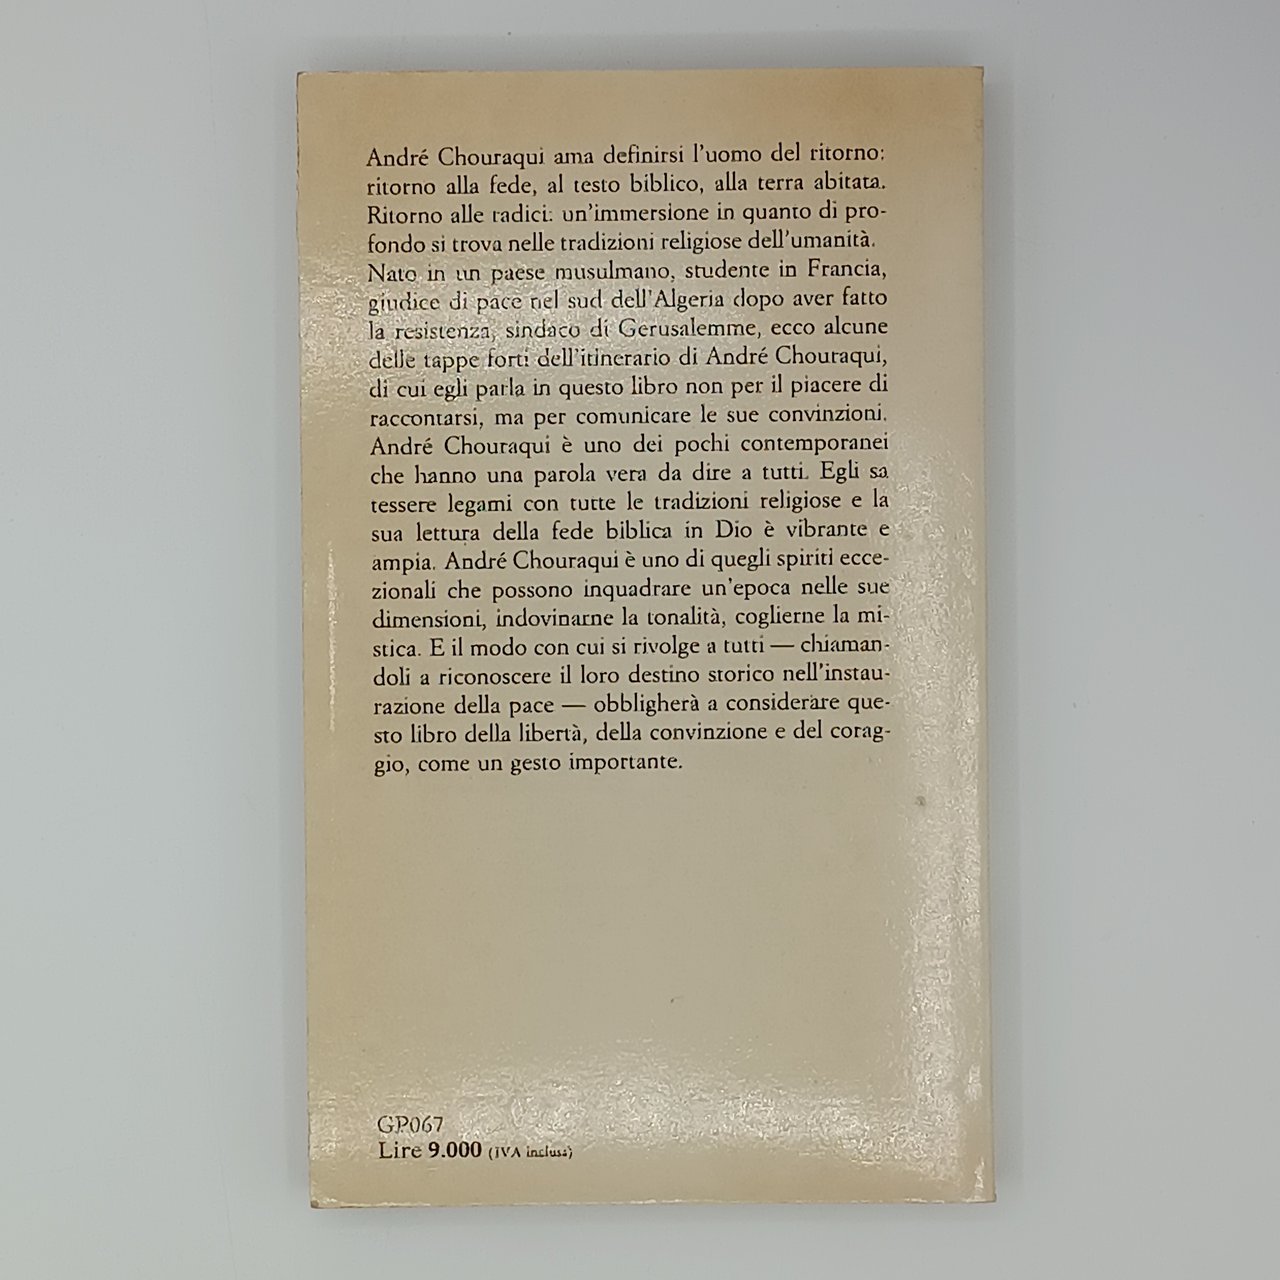 André Chouraqui ama definirsi l'uomo del ritorno:
ritorno alla fede, al testo biblico, alla terra abitata.
Ritorno alle radici: un'immersione in quanto di pro-
fondo si trova nelle tradizioni religiose dell'umanità.
Nato in un paese musulmano, studente in Francia,
giudice di pace nel sud dell'Algeria dopo aver fatto
la resistenza, sindaco di Gerusalemme, ecco alcune
delle tappe forti dell'itinerario di André Chouraqui,
di cui egli parla in questo libro non per il piacere di
raccontarsi, ma per comunicare le sue convinzioni.
André Chouraqui è uno dei pochi contemporanei
che hanno una parola vera da dire a tutti. Egli sa
tessere legami con tutte le tradizioni religiose e la
sua lettura della fede biblica in Dio è vibrante e
ampia. André Chouraqui è uno di quegli spiriti ecce-
zionali che possono inquadrare un'epoca nelle sue
dimensioni, indovinarne la tonalità, coglierne la mi-
stica. E il modo con cui si rivolge a tutti — chiaman-
doli a riconoscere il loro destino storico nell'instau-
razione della pace — obbligherà a considerare que-
sto libro della libertà, della convinzione e del corag-
gio, come un gesto importante.
GP067
Lire 9.000 (IVA inclusa)